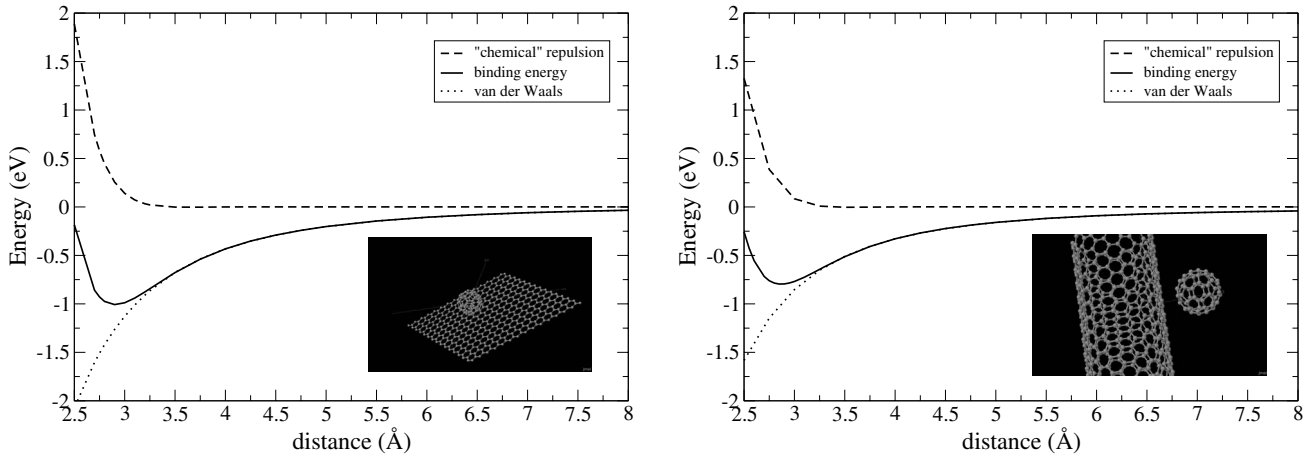 2
1.5
1
0.5
0
-0.5
-1
-1.5
-2
Energy (eV)
"chemical" repulsion
binding energy
van der Waals
2.5 3 3.5 4 4.5 5 5.5 6 6.5 7 7.5 8
distance (Å)
2
1.5
1
0.5
0
-0.5
-1
-1.5
-2
Energy (eV)
"chemical" repulsion
binding energy
van der Waals
2.5 3 3.5 4 4.5 5 5.5 6 6.5 7 7.5 8
distance (Å)